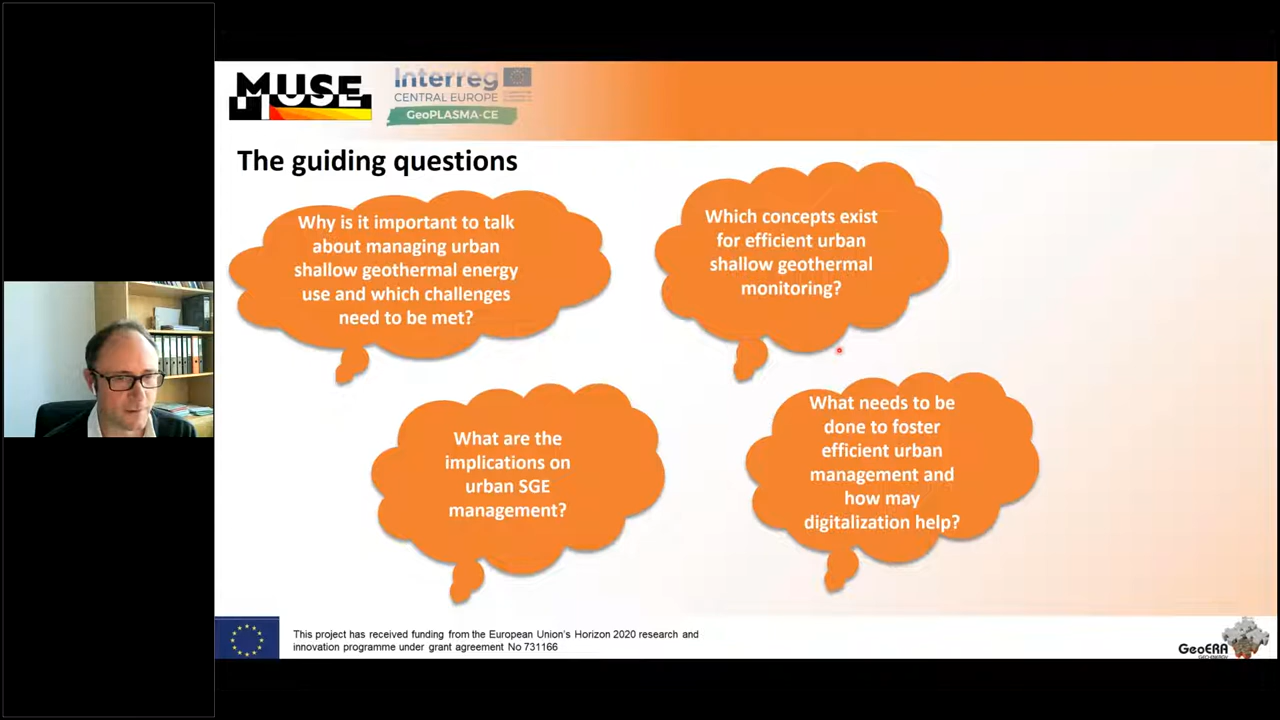 MUSE
Interreg
CENTRAL EUROPE
GeoPLASMA-CE
The guiding questions
Why is it important to talk
about managing urban
shallow geothermal energy
use and which challenges
need to be met?
Which concepts exist
for efficient urban
shallow geothermal
monitoring?
What are the
implications on
urban SGE
management?
What needs to be
done to foster
efficient urban
management and
how may
digitalization help?
This project has received funding from the European Union's Horizon 2020 research and
innovation programme under grant agreement No 731166
GeoERA